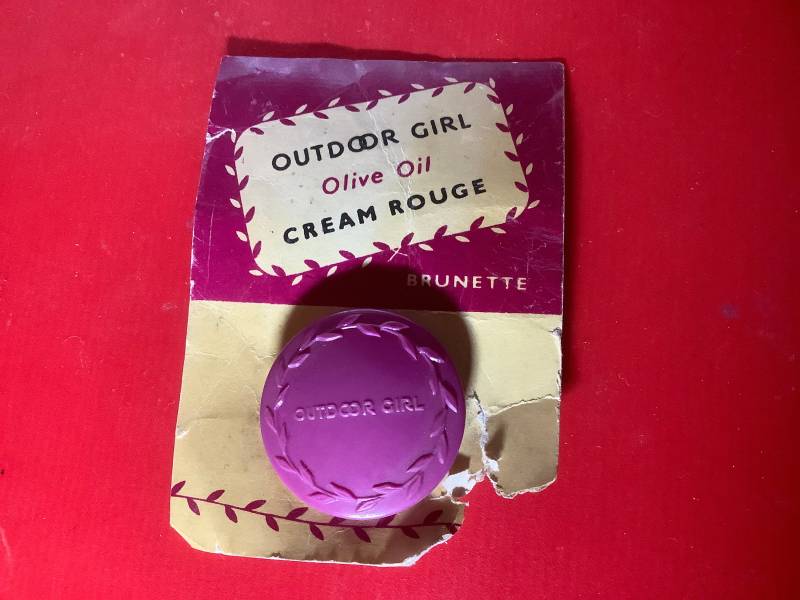 OUTDOOR GIRL
Olive Oil
CREAM ROUGE
BRUNETTE
OUTDOOR GIRL